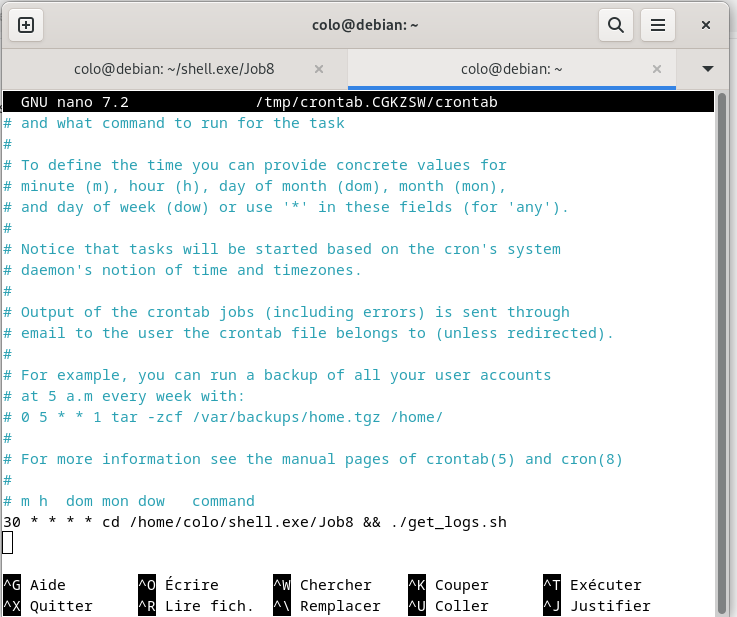 colo@debian: ~
colo@debian: ~/shell.exe/Job8 × colo@debian: ~ ×
GNU nano 7.2 /tmp/crontab.CGKZSW/crontab
# and what command to run for the task
#
# To define the time you can provide concrete values for
# minute (m), hour (h), day of month (dom), month (mon),
# and day of week (dow) or use '*' in these fields (for 'any').
#
# Notice that tasks will be started based on the cron's system
# daemon's notion of time and timezones.
#
# Output of the crontab jobs (including errors) is sent through
# email to the user the crontab file belongs to (unless redirected).
#
# For example, you can run a backup of all your user accounts
# at 5 a.m every week with:
# 0 5 * * 1 tar -zcf /var/backups/home.tgz /home/
#
# For more information see the manual pages of crontab(5) and cron(8)
#
# m h  dom mon dow   command
30 * * * * cd /home/colo/shell.exe/Job8 && ./get_logs.sh
^G Aide ^O Écrire ^W Chercher ^K Couper ^T Exécuter
^X Quitter ^R Lire fich. ^\ Remplacer ^U Coller ^J Justifier